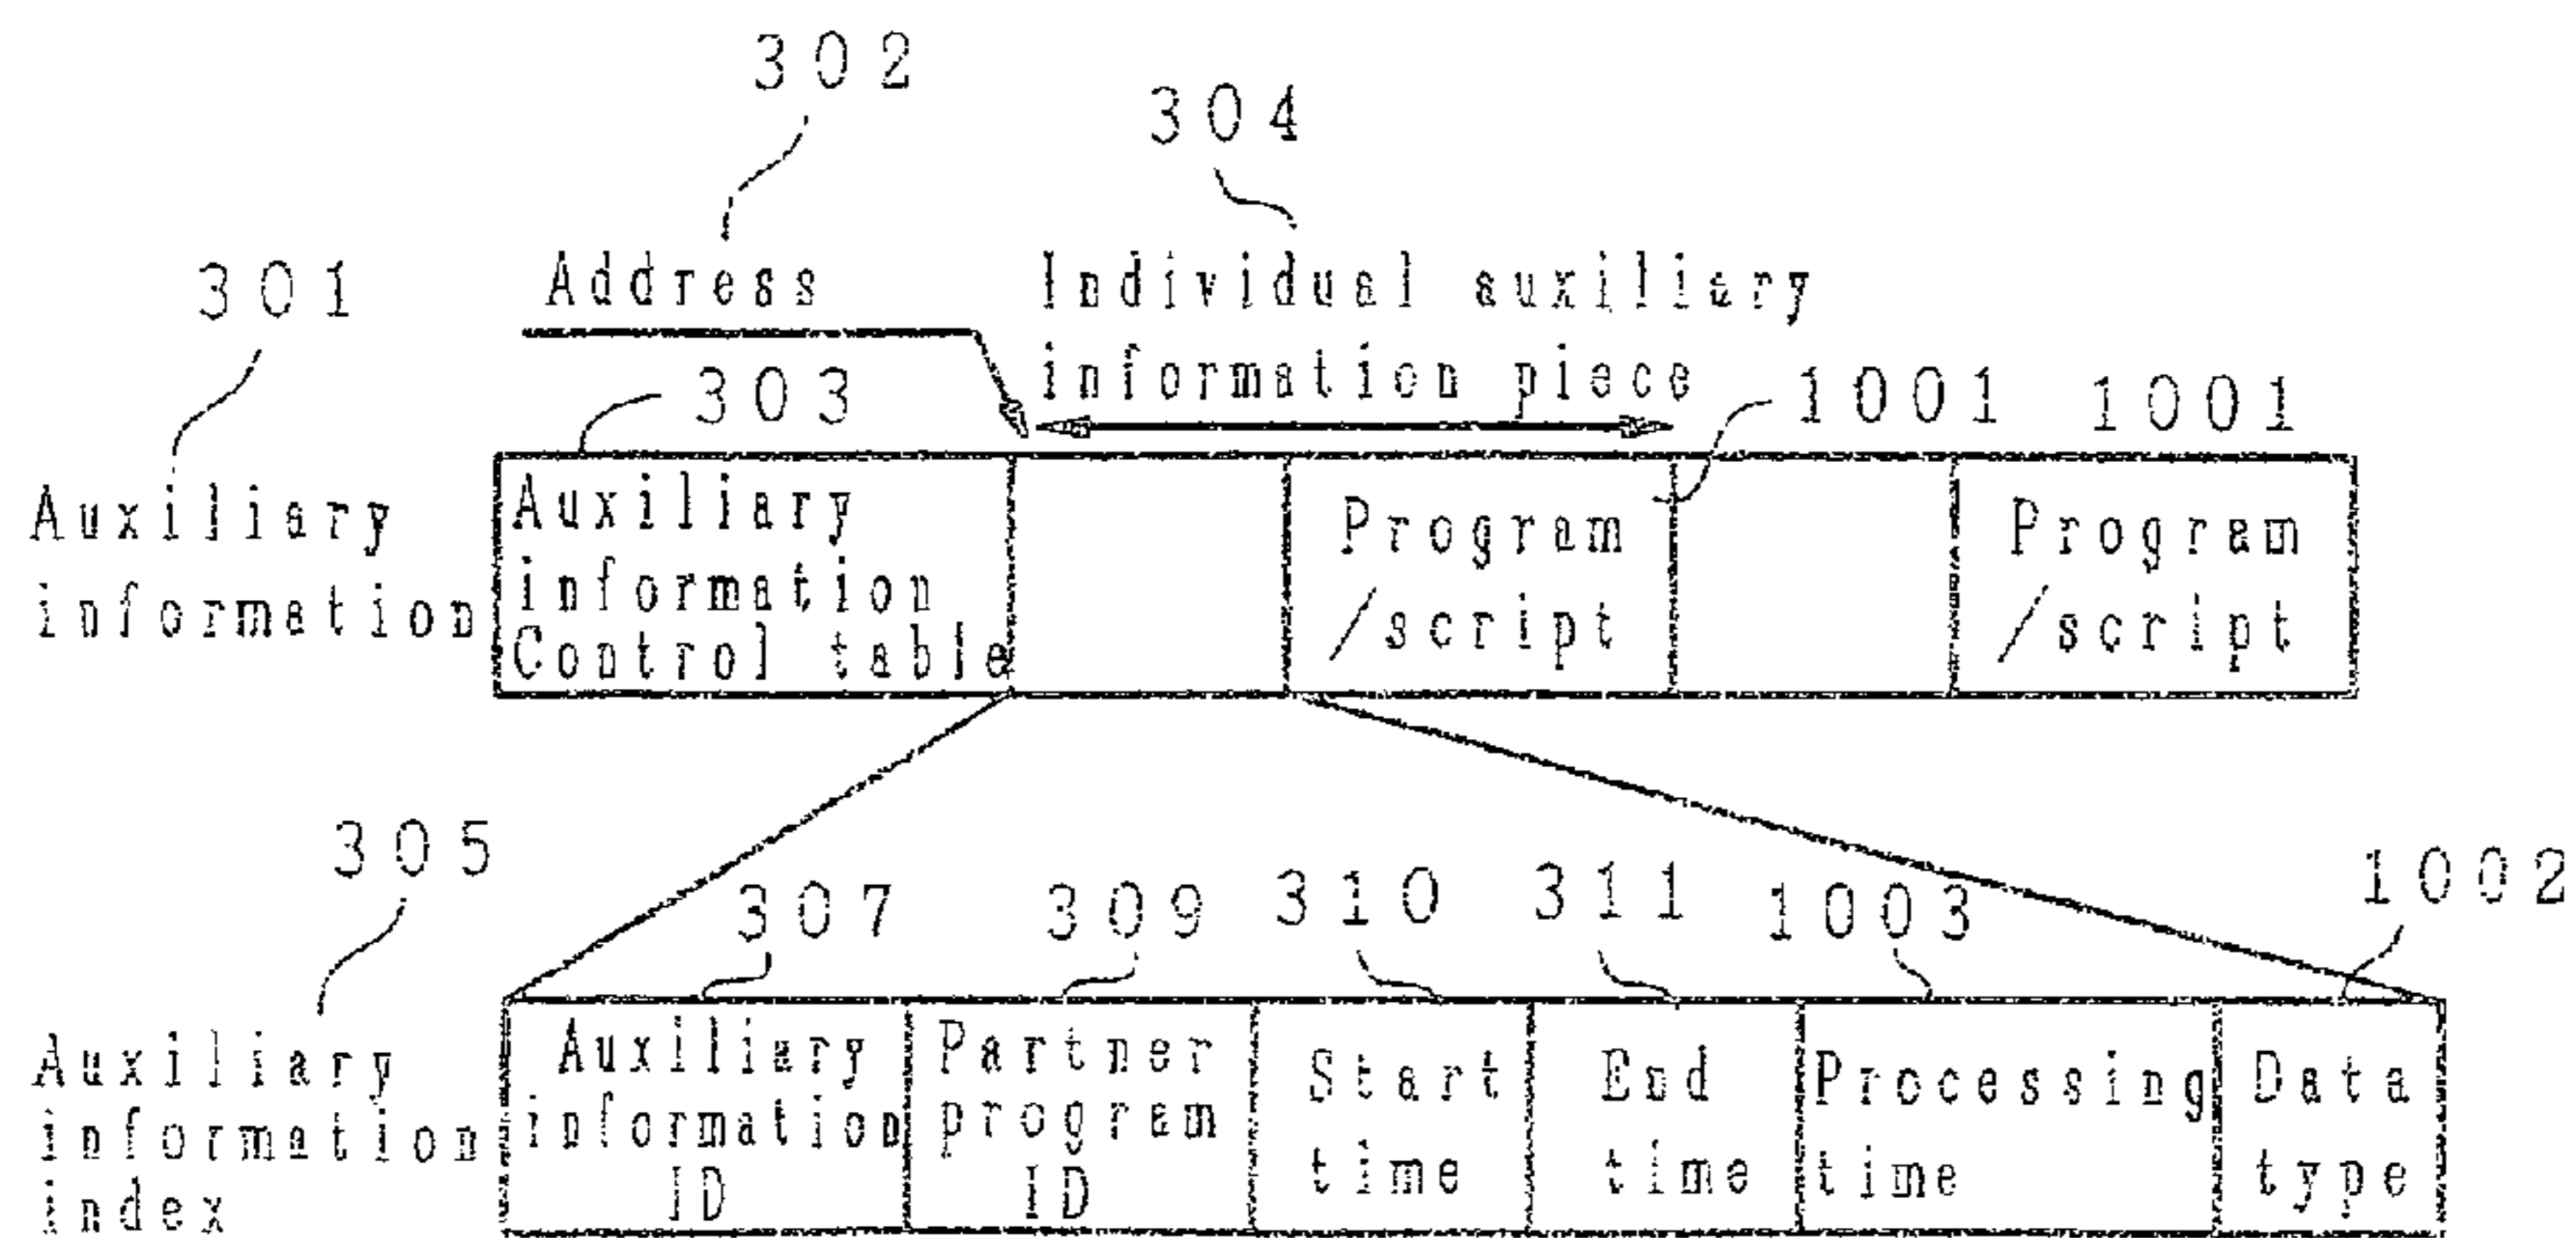 302
304
301
Address
Individual auxiliary
information piece
303
1001
1001
Auxiliary
information
Auxiliary
information
Control table
Program
/script
Program
/script
305
307
309
310
311
1003
1002
Auxiliary
information
index
Auxiliary
information
ID
Partner
program
ID
Start
time
End
time
Processing
time
Data
type